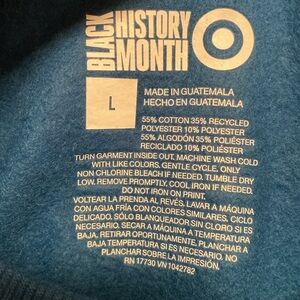 BLACK
HISTORY
MONTH
L
MADE IN GUATEMALA
HECHO EN GUATEMALA
55% COTTON 35% RECYCLED
POLYESTER 10% POLYESTER
55% ALGODÓN 35% POLIÉSTER
RECICLADO 10% POLIÉSTER
TURN GARMENT INSIDE OUT. MACHINE WASH COLD
WITH LIKE COLORS. GENTLE CYCLE. ONLY
NON CHLORINE BLEACH IF NEEDED. TUMBLE DRY
LOW. REMOVE PROMPTLY, COOL IRON IF NEEDED.
DO NOT IRON ON PRINT.
VOLTEAR LA PRENDA AL REVÉS. LAVAR A MÁQUINA
CON AGUA FRÍA CON COLORES SIMILARES, CICLO
DELICADO. SÓLO BLANQUEADOR SIN CLORO SI ES
NECESARIO. SECAR A MÁQUINA A TEMPERATURA
BAJA. RETIRAR OPORTUNAMENTE. PLANCHAR A
BAJA TEMPERATURA SI ES NECESARIO. NO
PLANCHAR SOBRE LA IMPRESIÓN.
RN 17730 VN 1042782